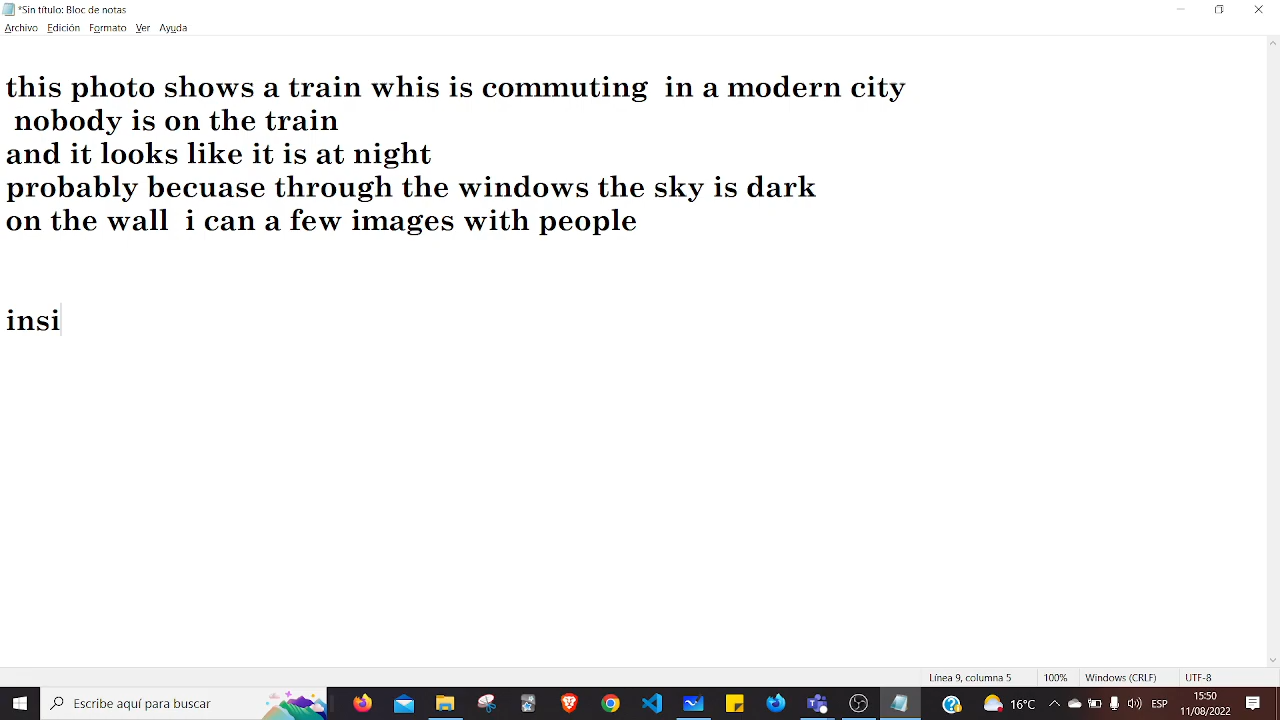 *Sin título: Bloc de notas
Archivo Edición Formato Ver Ayuda
this photo shows a train whis is commuting  in a modern city
nobody is on the train
and it looks like it is at night
probably becuase through the windows the sky is dark
on the wall  i can a few images with people
insi
Línea 9, columna 5 100% Windows (CRLF) UTF-8
Escribe aquí para buscar 16°C ESP 15:50
11/08/2022